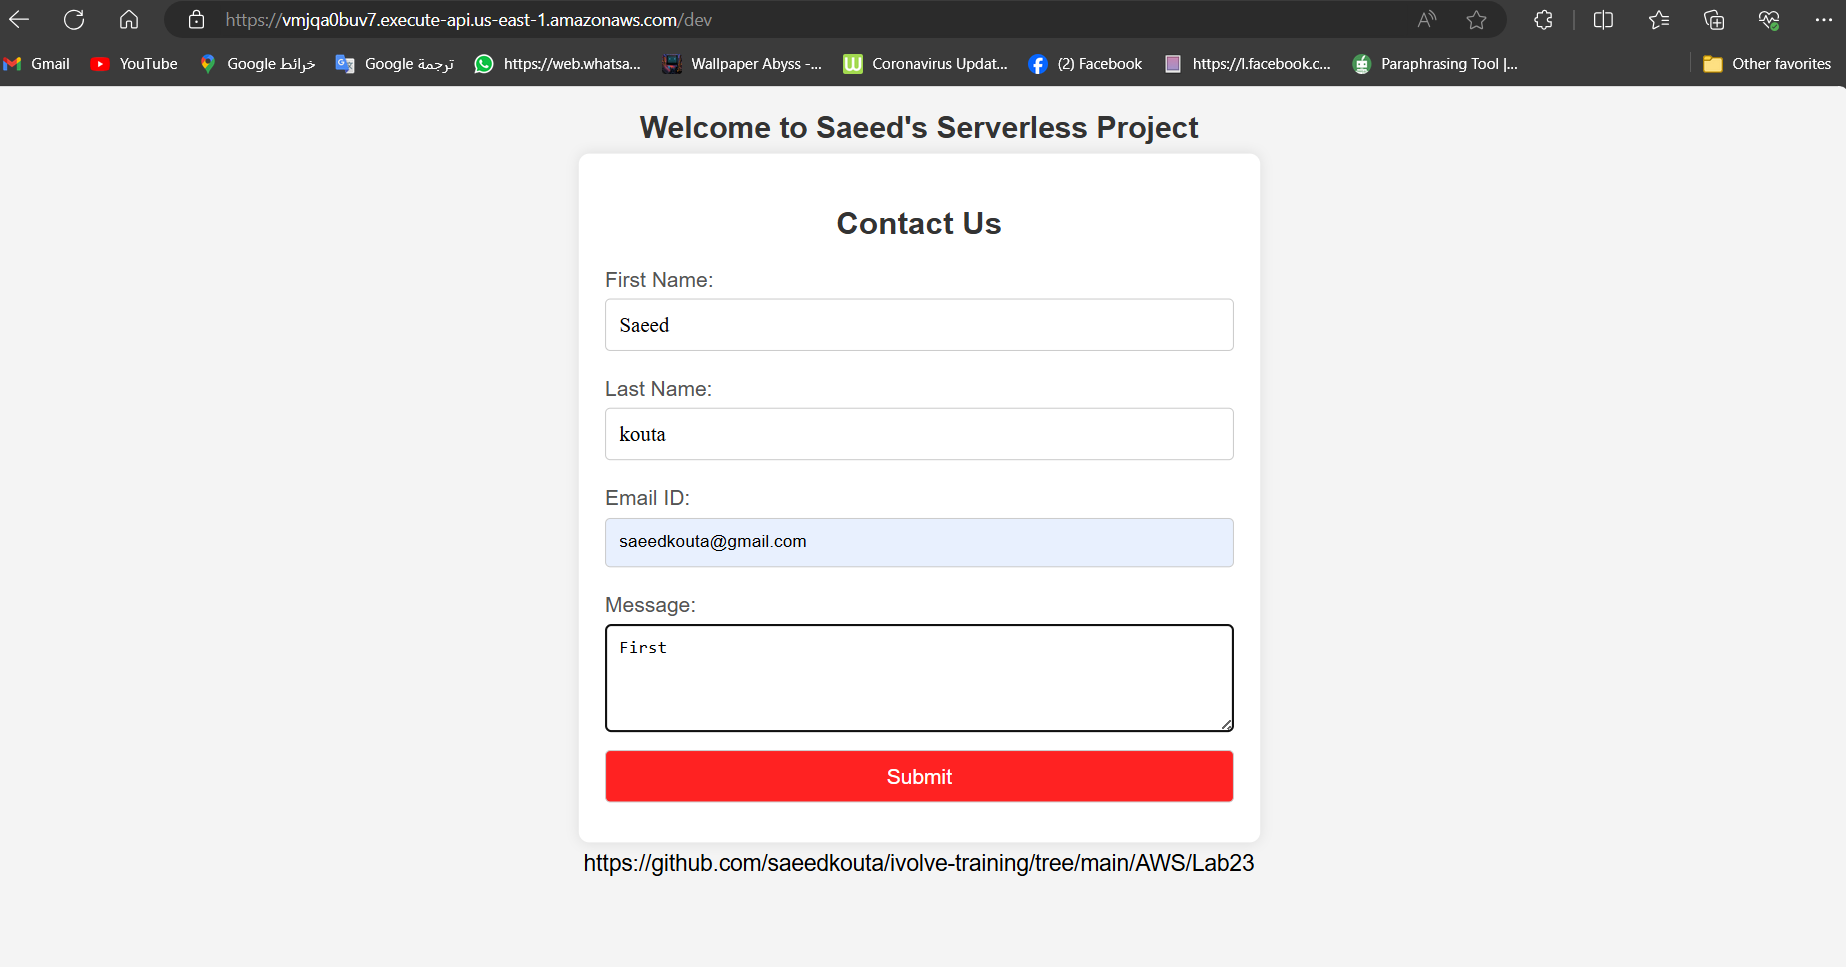 https://vmjqa0buv7.execute-api.us-east-1.amazonaws.com/dev
Gmail YouTube Google خرائط Google ترجمة https://web.whatsa... Wallpaper Abyss -... Coronavirus Updat... (2) Facebook https://l.facebook.c... Paraphrasing Tool |... Other favorites
Welcome to Saeed's Serverless Project
Contact Us
First Name:
Saeed
Last Name:
kouta
Email ID:
saeedkouta@gmail.com
Message:
First
Submit
https://github.com/saeedkouta/ivolve-training/tree/main/AWS/Lab23